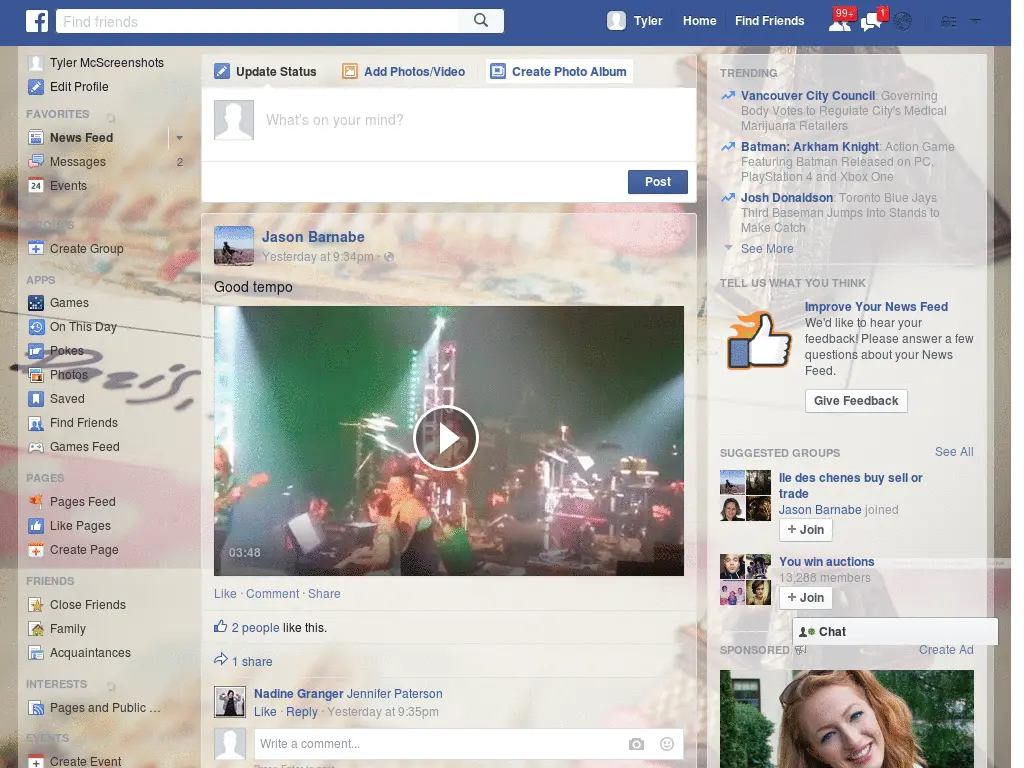 Find friends
Tyler
Home
Find Friends
99+
1
Tyler McScreenshots
Edit Profile
FAVORITES
News Feed
Messages
2
24
Events
Create Group
APPS
Games
On This Day
Pokes
Photos
Saved
Find Friends
Games Feed
PAGES
Pages Feed
Like Pages
Create Page
FRIENDS
Close Friends
Family
Acquaintances
INTERESTS
Pages and Public ...
EVENTS
Create Event
Update Status
Add Photos/Video
Create Photo Album
What's on your mind?
Post
Jason Barnabe
Yesterday at 9:34pm ·
Good tempo
03:48
Like · Comment · Share
2 people like this.
1 share
Nadine Granger Jennifer Paterson
Like · Reply · Yesterday at 9:35pm
Write a comment...
TRENDING
Vancouver City Council: Governing
Body Votes to Regulate City's Medical
Marijuana Retailers
Batman: Arkham Knight: Action Game
Featuring Batman Released on PC,
PlayStation 4 and Xbox One
Josh Donaldson: Toronto Blue Jays
Third Baseman Jumps Into Stands to
Make Catch
See More
TELL US WHAT YOU THINK
Improve Your News Feed
We'd like to hear your
feedback! Please answer a few
questions about your News
Feed.
Give Feedback
SUGGESTED GROUPS
See All
Ile des chenes buy sell or
trade
Jason Barnabe joined
+ Join
You win auctions
13,288 members
+ Join
Chat
SPONSORED
Create Ad